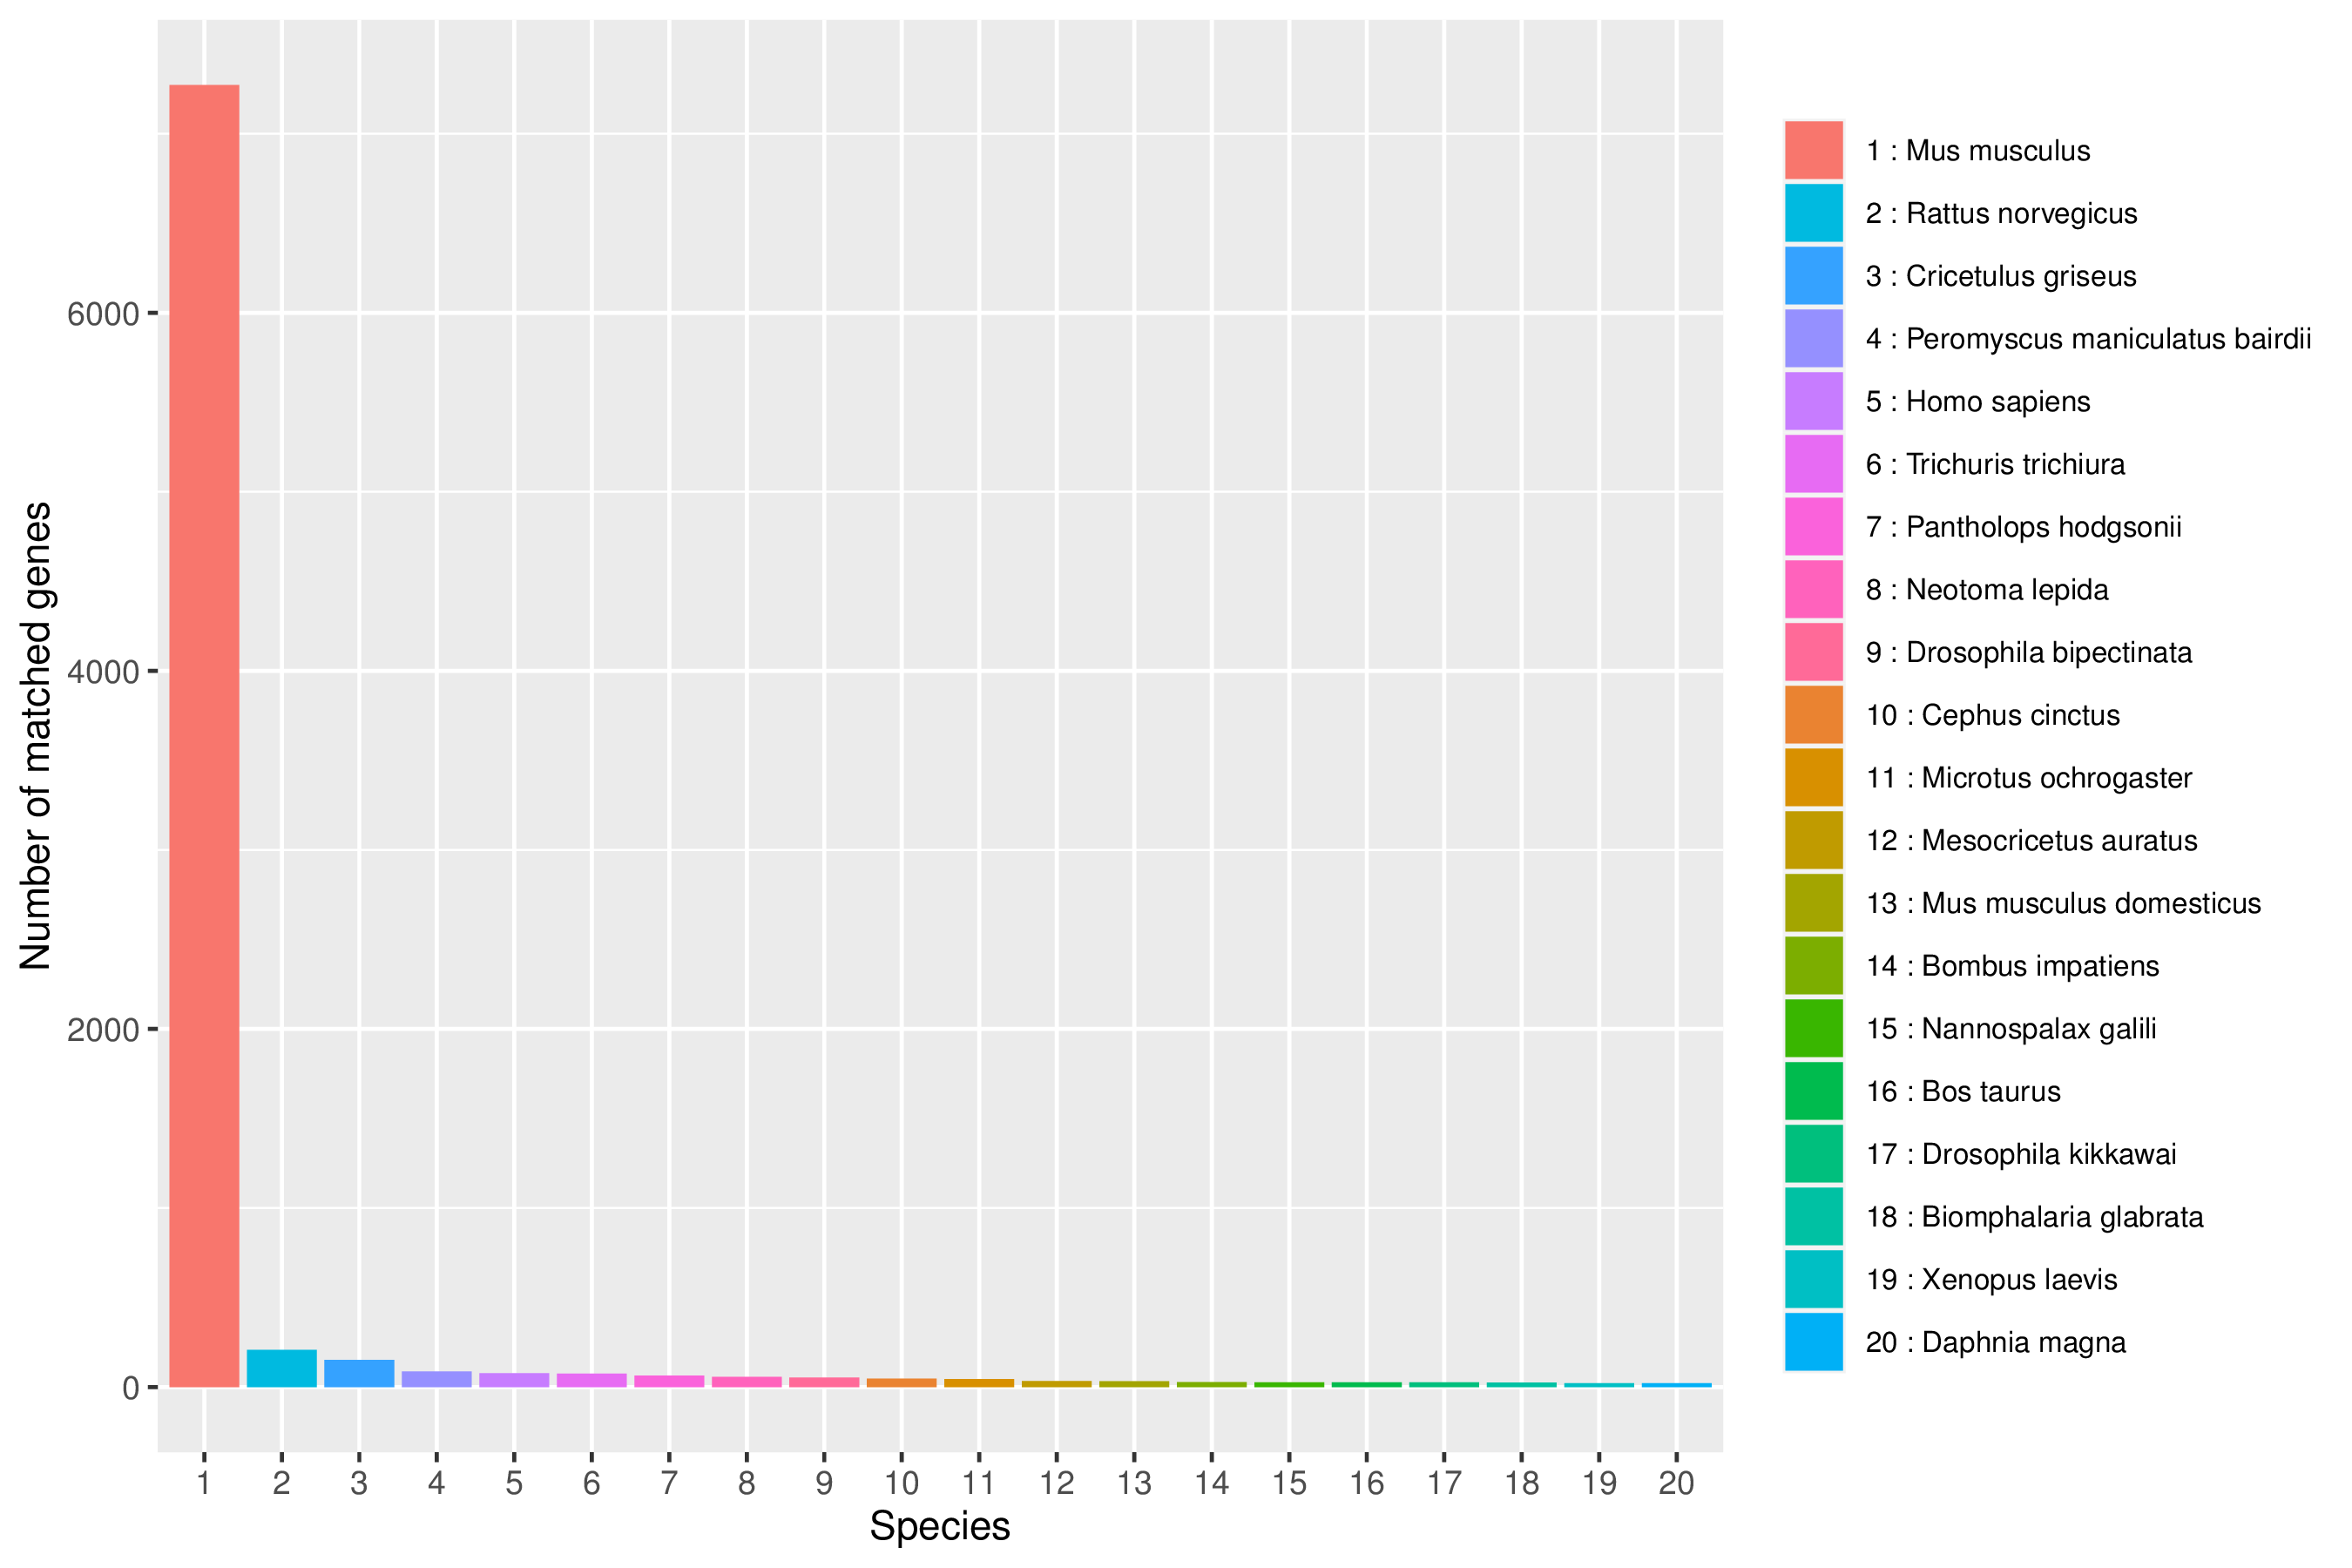 Number of matched genes
6000
4000
2000
0
1 2 3 4 5 6 7 8 9 10 11 12 13 14 15 16 17 18 19 20
Species
1 : Mus musculus
2 : Rattus norvegicus
3 : Cricetulus griseus
4 : Peromyscus maniculatus bairdii
5 : Homo sapiens
6 : Trichuris trichiura
7 : Pantholops hodgsonii
8 : Neotoma lepida
9 : Drosophila bipectinata
10 : Cephus cinctus
11 : Microtus ochrogaster
12 : Mesocricetus auratus
13 : Mus musculus domesticus
14 : Bombus impatiens
15 : Nannospalax galili
16 : Bos taurus
17 : Drosophila kikkawai
18 : Biomphalaria glabrata
19 : Xenopus laevis
20 : Daphnia magna